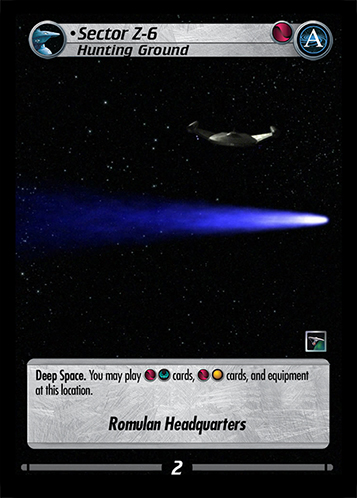 •Sector Z-6
Hunting Ground
A
Deep Space. You may play cards, cards, and equipment
at this location.
Romulan Headquarters
2